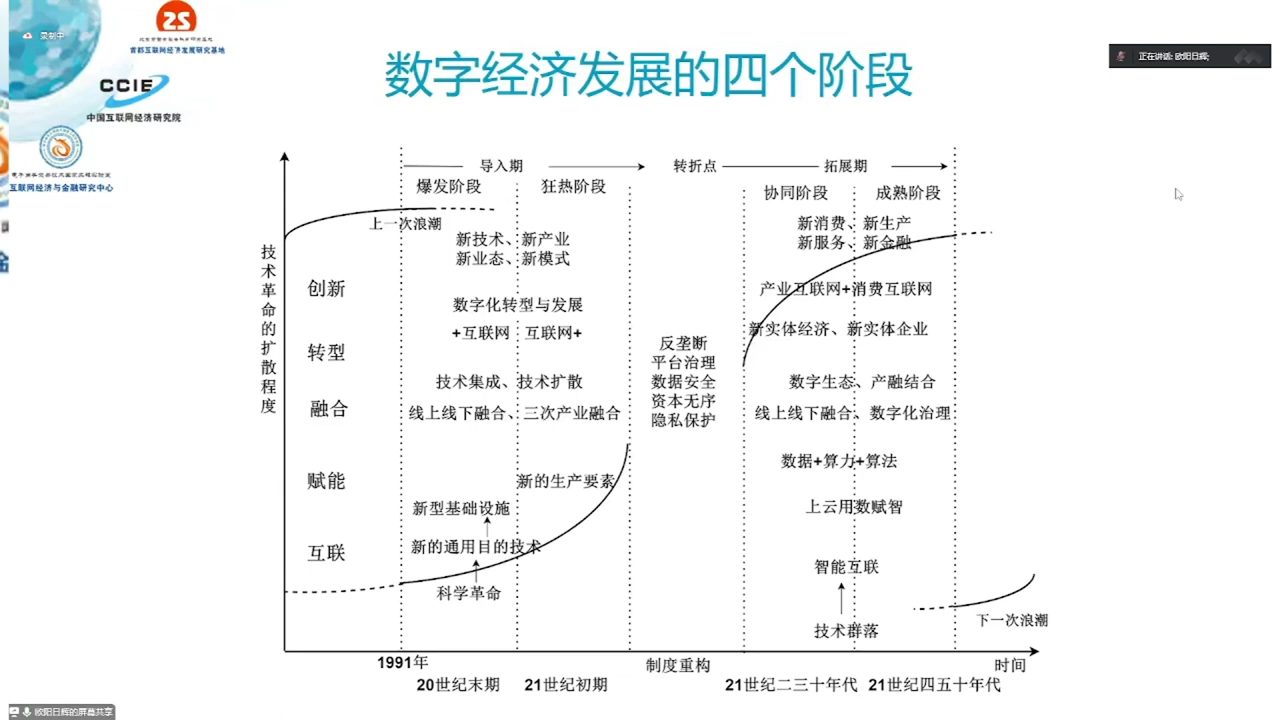 录制中
2S
首都互联网经济发展研究基地
CCIE
中国互联网经济研究院
互联网经济与金融研究中心
数字经济发展的四个阶段
正在讲话: 欧阳日辉;
导入期
转折点
拓展期
爆发阶段
狂热阶段
协同阶段
成熟阶段
上一次浪潮
技术革命的扩散程度
创新
转型
融合
赋能
互联
新技术、新产业
新业态、新模式
数字化转型与发展
+互联网 互联网+
技术集成、技术扩散
线上线下融合、三次产业融合
新的生产要素
新型基础设施
新的通用目的技术
科学革命
反垄断
平台治理
数据安全
资本无序
隐私保护
新消费、新生产
新服务、新金融
产业互联网+消费互联网
新实体经济、新实体企业
数字生态、产融结合
线上线下融合、数字化治理
数据+算力+算法
上云用数赋智
智能互联
技术群落
下一次浪潮
1991年
制度重构
时间
20世纪末期
21世纪初期
21世纪二三十年代
21世纪四五十年代
欧阳日辉的屏幕共享